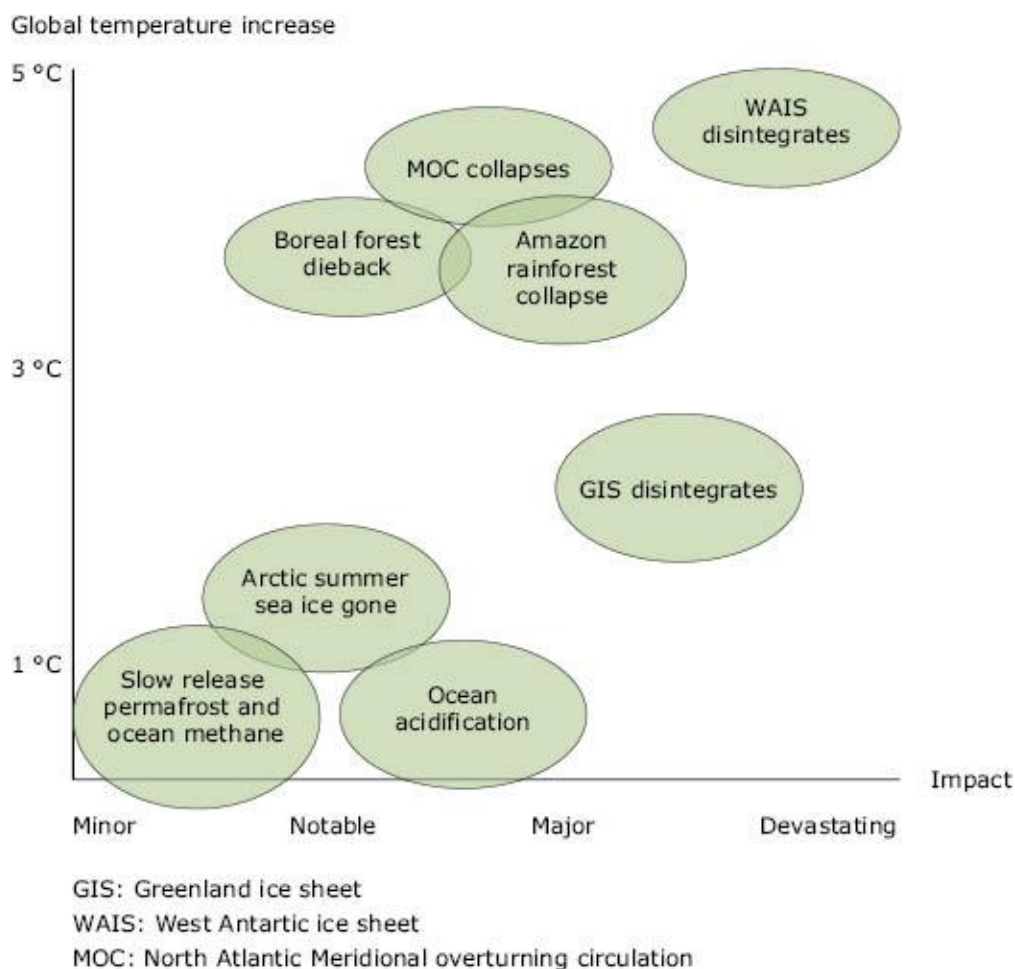 Global temperature increase
5 °C
WAIS
disintegrates
MOC collapses
Boreal forest
dieback
Amazon
rainforest
collapse
3 °C
GIS disintegrates
Arctic summer
sea ice gone
1 °C
Slow release
permafrost and
ocean methane
Ocean
acidification
Impact
Minor
Notable
Major
Devastating
GIS: Greenland ice sheet
WAIS: West Antartic ice sheet
MOC: North Atlantic Meridional overturning circulation